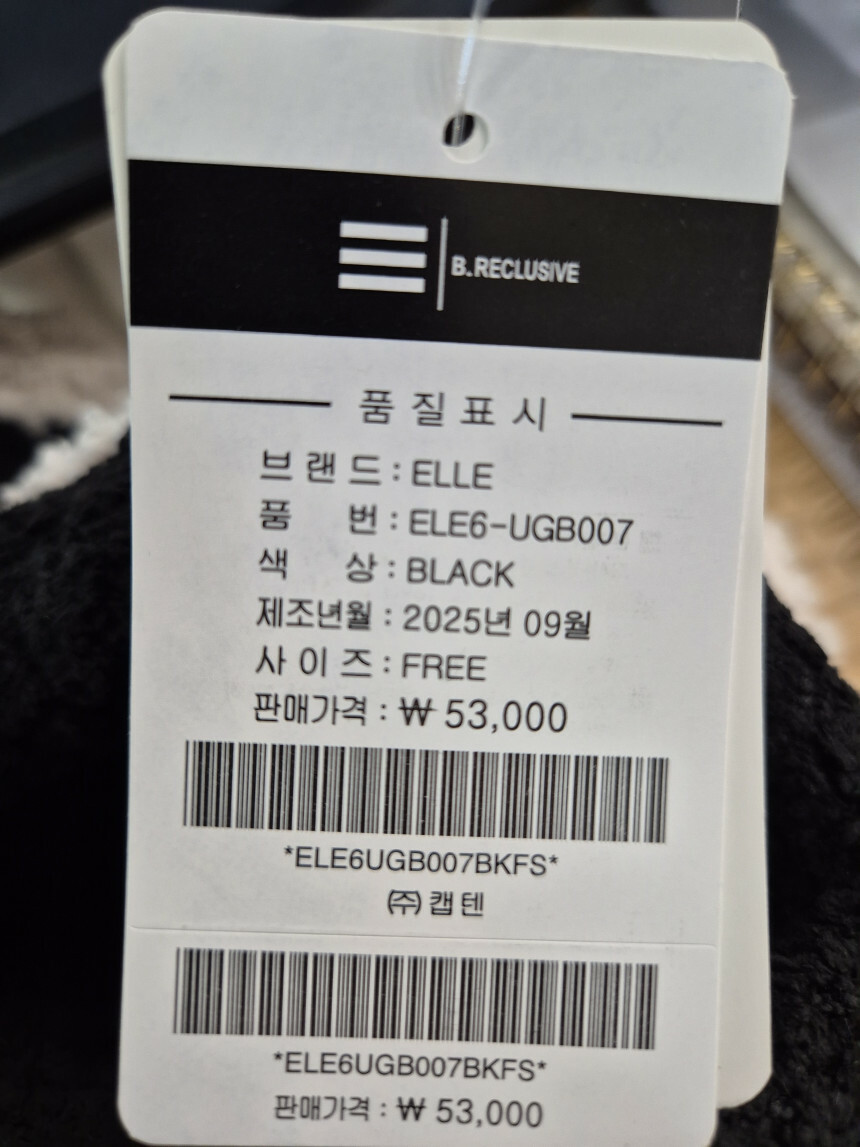 B.RECLUSIVE
품질표시
브랜드 : ELLE
품 번 : ELE6-UGB007
색 상 : BLACK
제조년월 : 2025년 09월
사이즈 : FREE
판매가격 : ₩ 53,000
*ELE6UGB007BKFS*
㈜캡텐
*ELE6UGB007BKFS*
판매가격 : ₩ 53,000